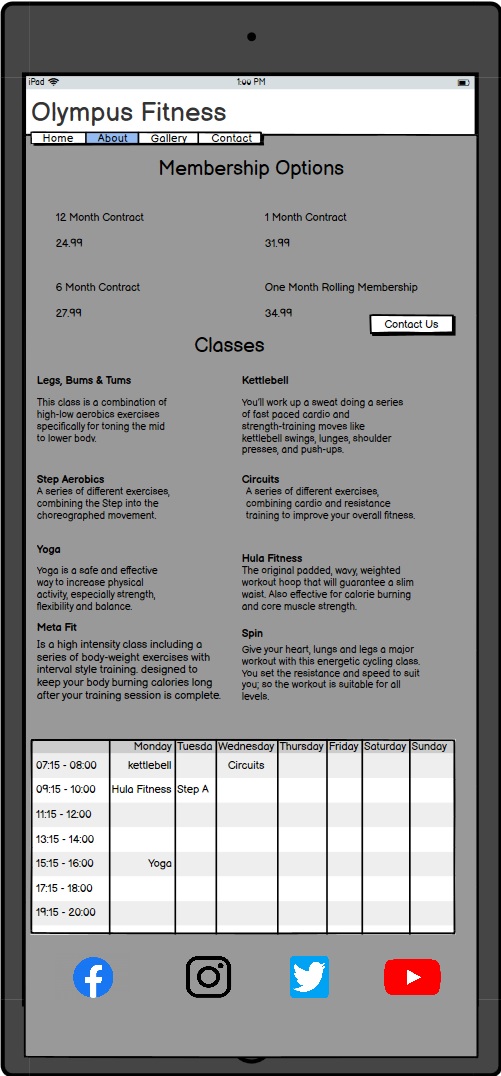 iPad
1:00 PM
Olympus Fitness
Home About Gallery Contact
Membership Options
12 Month Contract
24.99
1 Month Contract
31.99
6 Month Contract
27.99
One Month Rolling Membership
34.99
Contact Us
Classes
Legs, Bums & Tums
This class is a combination of
high-low aerobics exercises
specifically for toning the mid
to lower body.
Kettlebell
You'll work up a sweat doing a series
of fast paced cardio and
strength-training moves like
kettlebell swings, lunges, shoulder
presses, and push-ups.
Step Aerobics
A series of different exercises,
combining the Step into the
choreographed movement.
Circuits
A series of different exercises,
combining cardio and resistance
training to improve your overall fitness.
Yoga
Yoga is a safe and effective
way to increase physical
activity, especially strength,
flexibility and balance.
Hula Fitness
The original padded, wavy, weighted
workout hoop that will guarantee a slim
waist. Also effective for calorie burning
and core muscle strength.
Meta Fit
Is a high intensity class including a
series of body-weight exercises with
interval style training. designed to
keep your body burning calories long
after your training session is complete.
Spin
Give your heart, lungs and legs a major
workout with this energetic cycling class.
You set the resistance and speed to suit
you; so the workout is suitable for all
levels.
Monday Tuesda Wednesday Thursday Friday Saturday Sunday
07:15 - 08:00 kettlebell Circuits
09:15 - 10:00 Hula Fitness Step A
11:15 - 12:00
13:15 - 14:00
15:15 - 16:00 Yoga
17:15 - 18:00
19:15 - 20:00